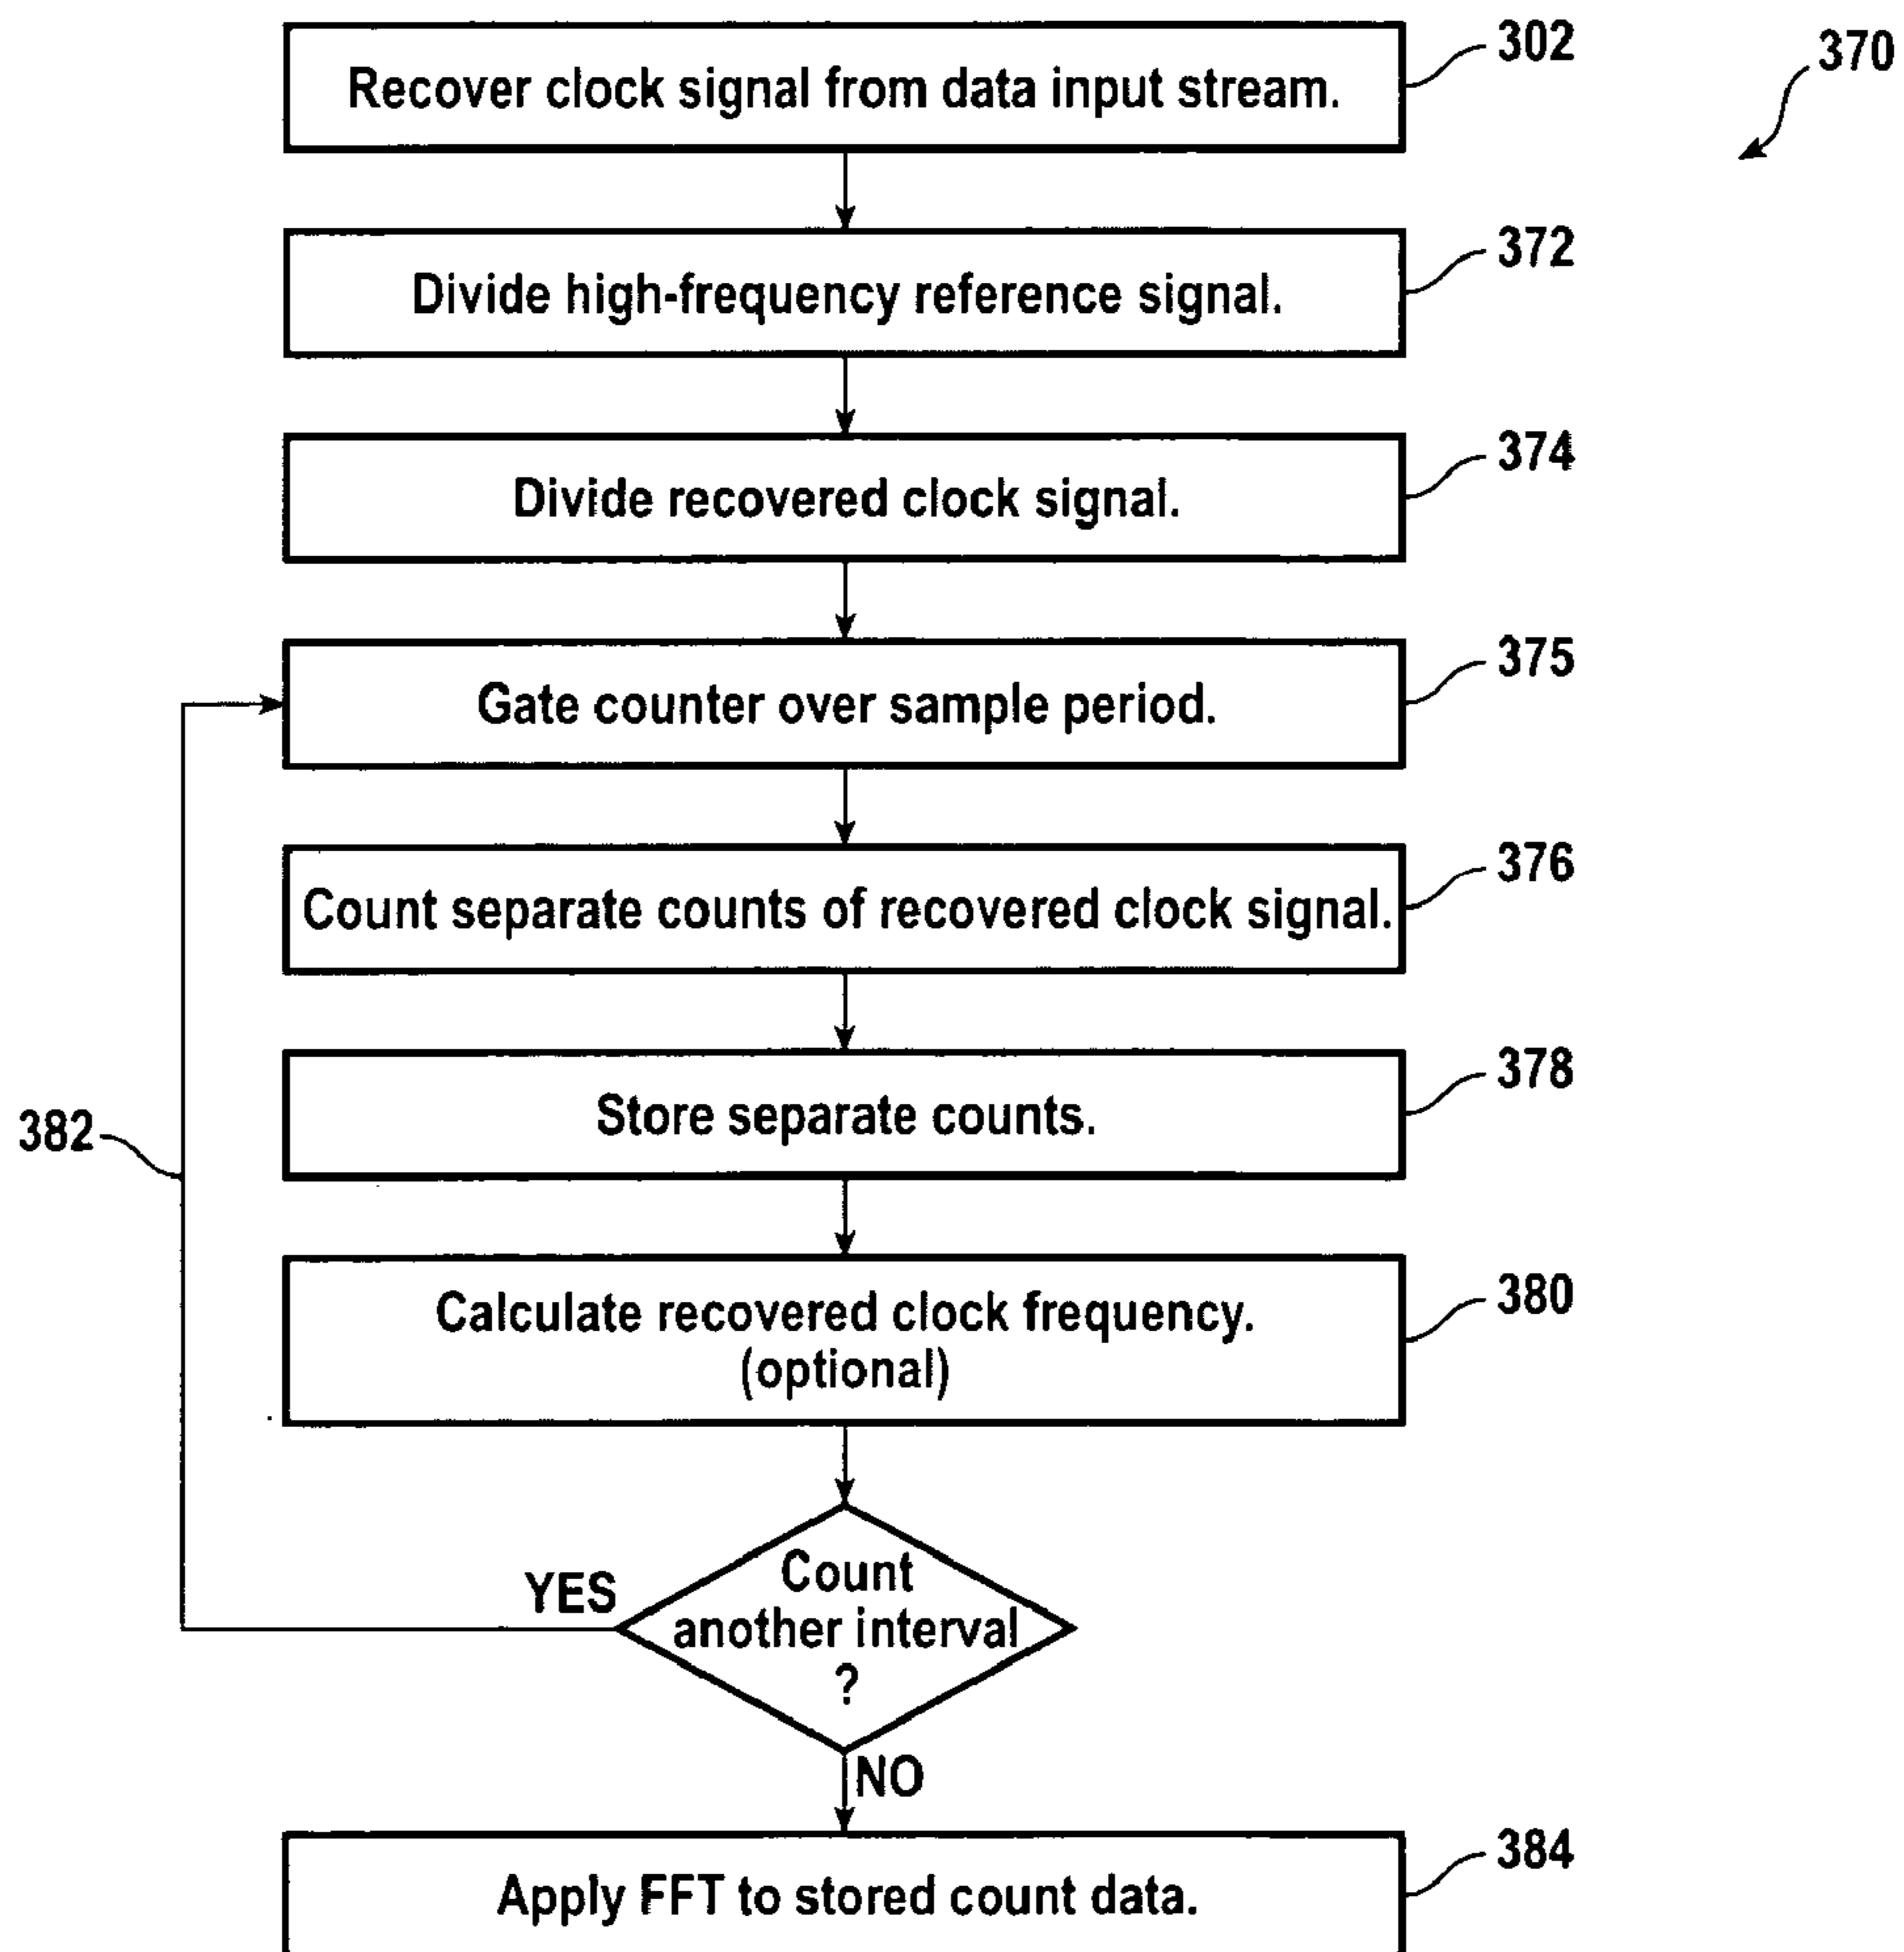 302
370
Recover clock signal from data input stream.
372
Divide high-frequency reference signal.
374
Divide recovered clock signal.
375
Gate counter over sample period.
376
Count separate counts of recovered clock signal.
378
382
Store separate counts.
380
Calculate recovered clock frequency.
(optional)
Count
YES
another interval
?
NO
384
Apply FFT to stored count data.